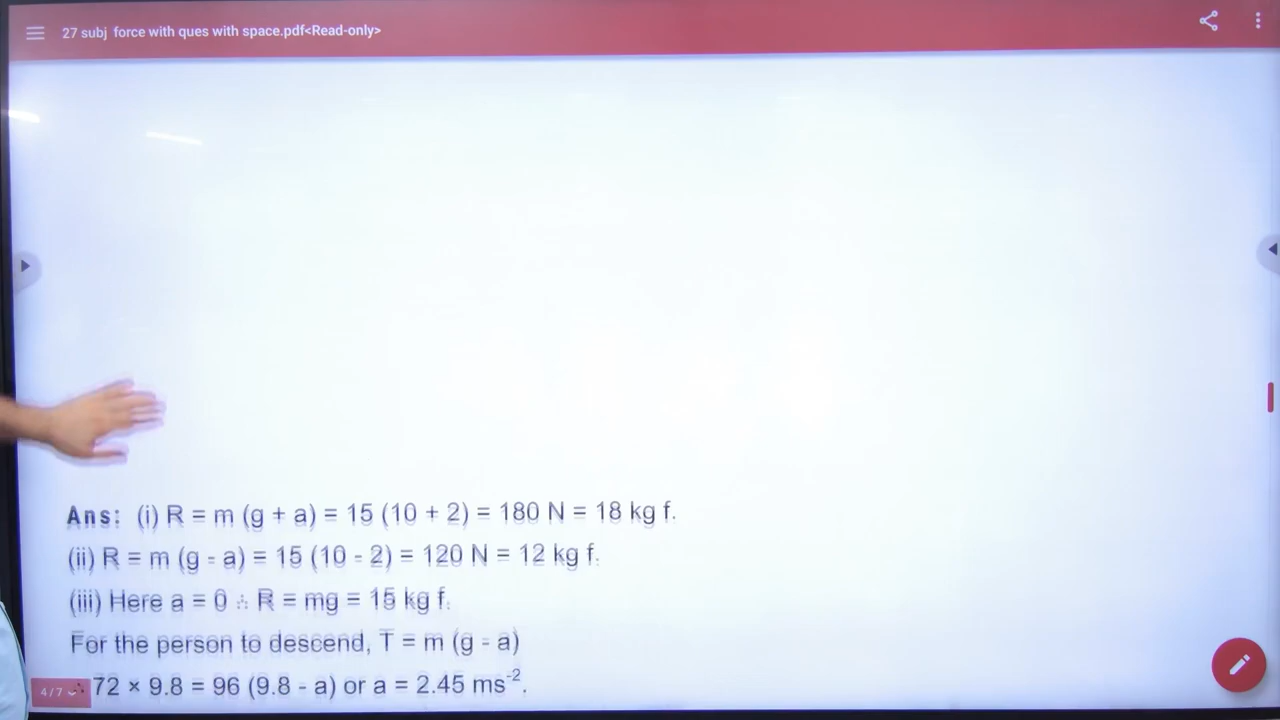 27 subj force with ques with space.pdf<Read-only>
Ans: (i) R = m (g + a) = 15 (10 + 2) = 180 N = 18 kg f.
(ii) R = m (g - a) = 15 (10 - 2) = 120 N = 12 kg f.
(iii) Here a = 0 ∴ R = mg = 15 kg f.
For the person to descend, T = m (g - a)
∴ 72 × 9.8 = 96 (9.8 - a) or a = 2.45 ms⁻².
4/7